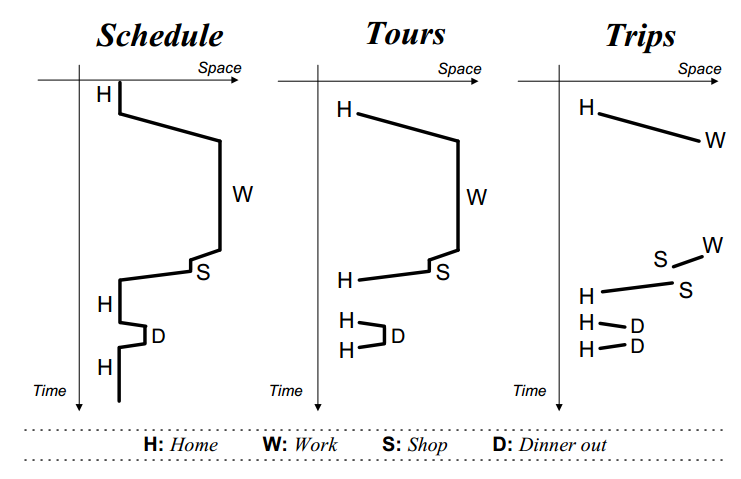 Schedule Tours Trips
Space Space Space
H H H
W
W W
W
S
S S
S
H H
H
H H D
D D
H H H D
Time Time Time
H: Home W: Work S: Shop D: Dinner out